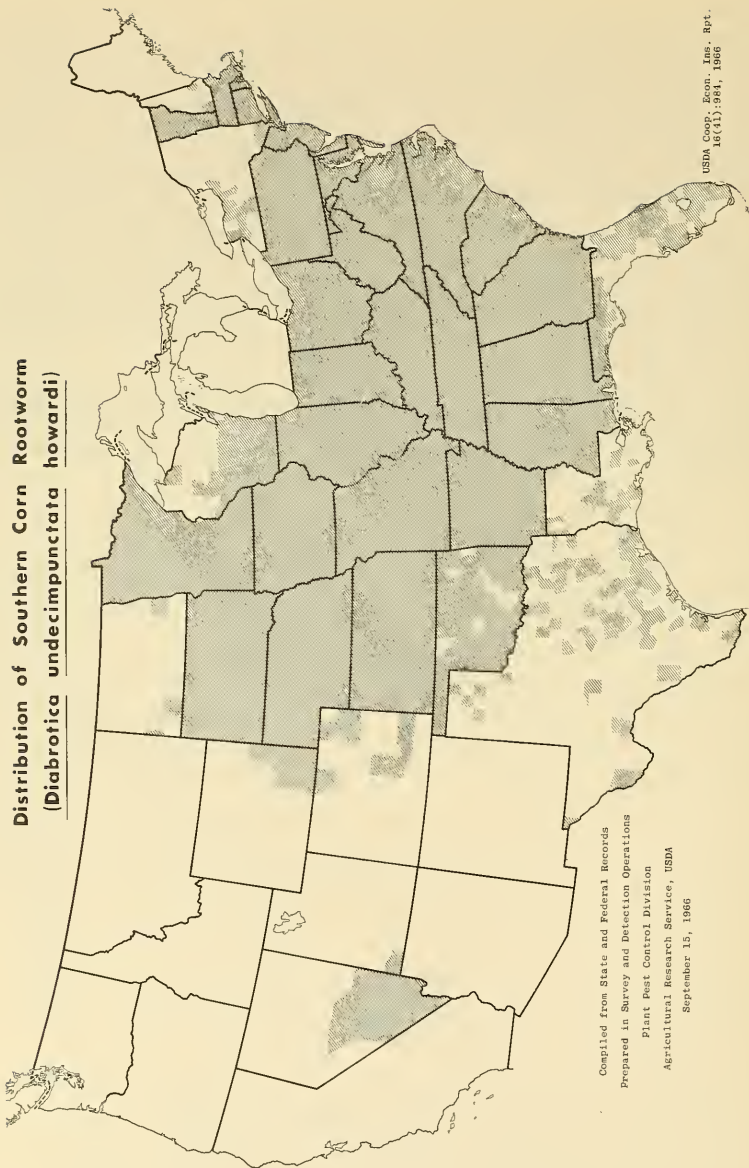 Distribution of Southern Corn Rootworm
(Diabrotica undecimpunctata howardi)
Compiled from State and Federal Records
Prepared in Survey and Detection Operations
Plant Pest Control Division
Agricultural Research Service, USDA
September 15, 1966
USDA Coop. Econ. Ins. Rpt.
16(41):984, 1966